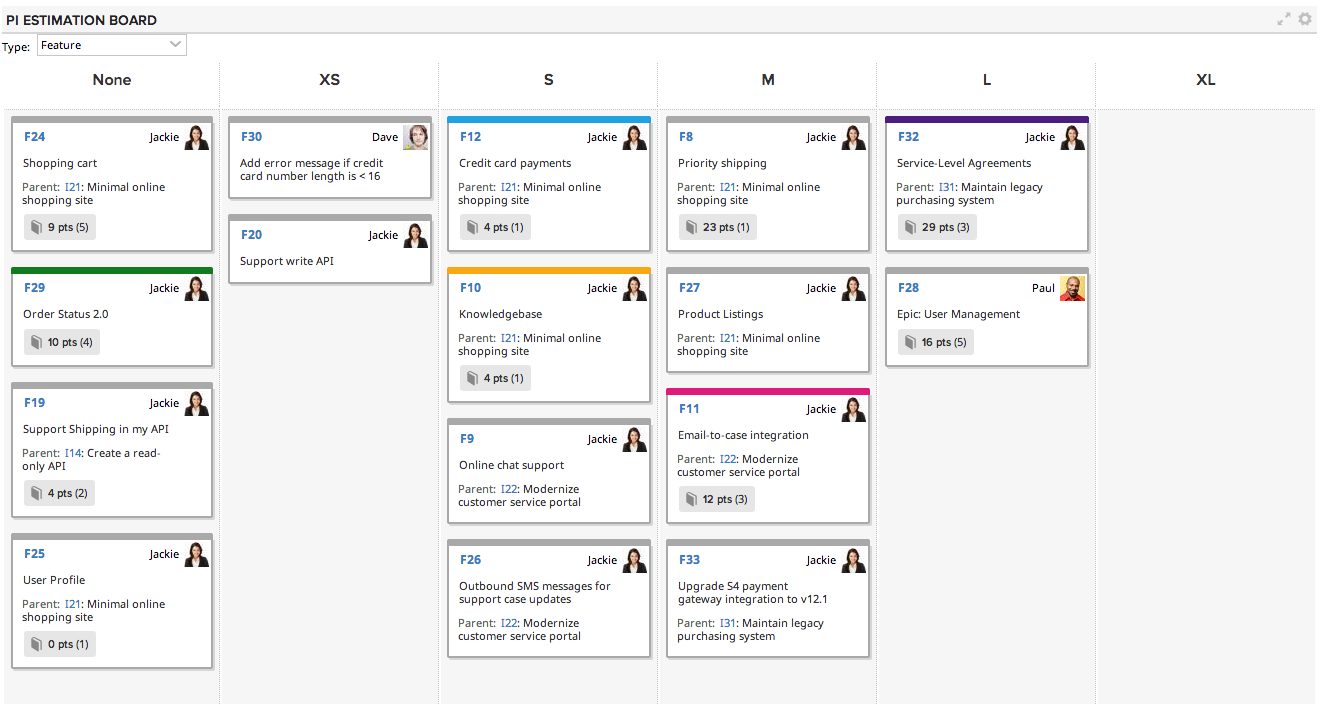 PI ESTIMATION BOARD
Type: Feature
None
XS
S
M
L
XL
F24 Jackie
Shopping cart
Parent: I21: Minimal online
shopping site
9 pts (5)
F29 Jackie
Order Status 2.0
10 pts (4)
F19 Jackie
Support Shipping in my API
Parent: I14: Create a read-
only API
4 pts (2)
F25 Jackie
User Profile
Parent: I21: Minimal online
shopping site
0 pts (1)
F30 Dave
Add error message if credit
card number length is < 16
F20 Jackie
Support write API
F12 Jackie
Credit card payments
Parent: I21: Minimal online
shopping site
4 pts (1)
F10 Jackie
Knowledgebase
Parent: I21: Minimal online
shopping site
4 pts (1)
F9 Jackie
Online chat support
Parent: I22: Modernize
customer service portal
F26 Jackie
Outbound SMS messages for
support case updates
Parent: I22: Modernize
customer service portal
F8 Jackie
Priority shipping
Parent: I21: Minimal online
shopping site
23 pts (1)
F27 Jackie
Product Listings
Parent: I21: Minimal online
shopping site
F11 Jackie
Email-to-case integration
Parent: I22: Modernize
customer service portal
12 pts (3)
F33 Jackie
Upgrade S4 payment
gateway integration to v12.1
Parent: I31: Maintain legacy
purchasing system
F32 Jackie
Service-Level Agreements
Parent: I31: Maintain legacy
purchasing system
29 pts (3)
F28 Paul
Epic: User Management
16 pts (5)